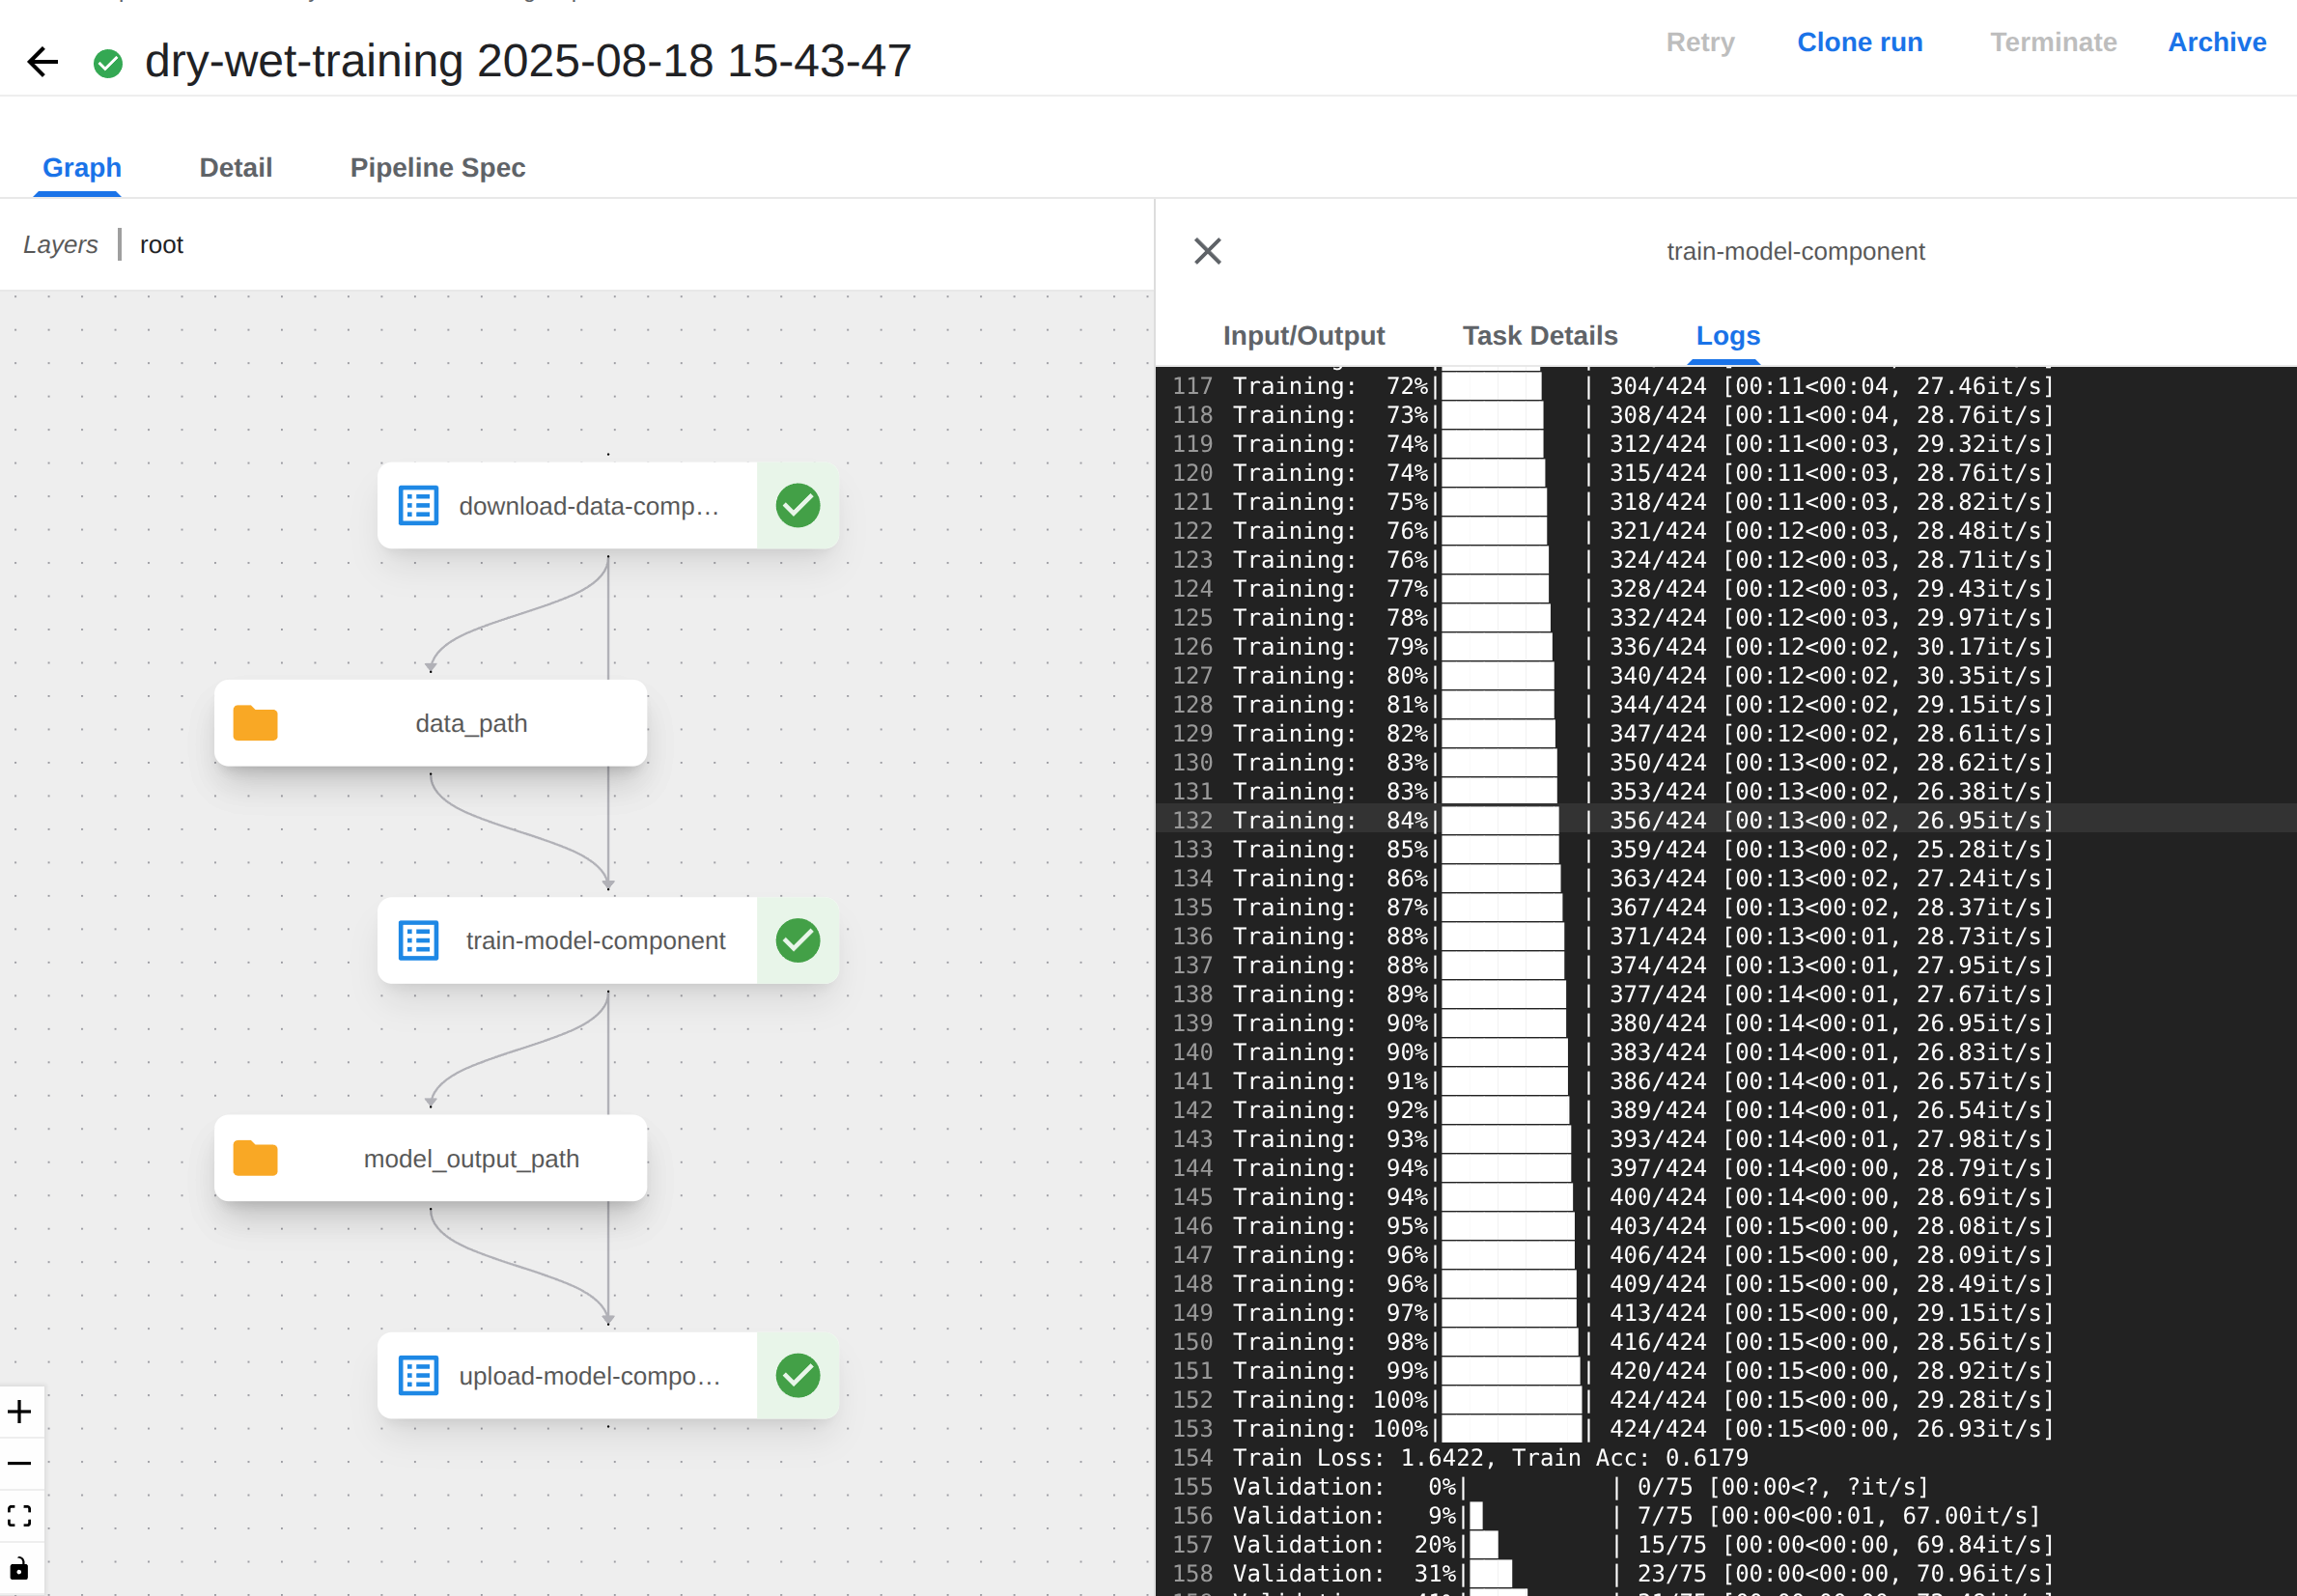 dry-wet-training 2025-08-18 15-43-47
Retry Clone run Terminate Archive
Graph Detail Pipeline Spec
Layers root
download-data-comp…
data_path
train-model-component
model_output_path
upload-model-compo…
train-model-component
Input/Output Task Details Logs
117 Training: 72%| | 304/424 [00:11<00:04, 27.46it/s]
118 Training: 73%| | 308/424 [00:11<00:04, 28.76it/s]
119 Training: 74%| | 312/424 [00:11<00:03, 29.32it/s]
120 Training: 74%| | 315/424 [00:11<00:03, 28.76it/s]
121 Training: 75%| | 318/424 [00:11<00:03, 28.82it/s]
122 Training: 76%| | 321/424 [00:12<00:03, 28.48it/s]
123 Training: 76%| | 324/424 [00:12<00:03, 28.71it/s]
124 Training: 77%| | 328/424 [00:12<00:03, 29.43it/s]
125 Training: 78%| | 332/424 [00:12<00:03, 29.97it/s]
126 Training: 79%| | 336/424 [00:12<00:02, 30.17it/s]
127 Training: 80%| | 340/424 [00:12<00:02, 30.35it/s]
128 Training: 81%| | 344/424 [00:12<00:02, 29.15it/s]
129 Training: 82%| | 347/424 [00:12<00:02, 28.61it/s]
130 Training: 83%| | 350/424 [00:13<00:02, 28.62it/s]
131 Training: 83%| | 353/424 [00:13<00:02, 26.38it/s]
132 Training: 84%| | 356/424 [00:13<00:02, 26.95it/s]
133 Training: 85%| | 359/424 [00:13<00:02, 25.28it/s]
134 Training: 86%| | 363/424 [00:13<00:02, 27.24it/s]
135 Training: 87%| | 367/424 [00:13<00:02, 28.37it/s]
136 Training: 88%| | 371/424 [00:13<00:01, 28.73it/s]
137 Training: 88%| | 374/424 [00:13<00:01, 27.95it/s]
138 Training: 89%| | 377/424 [00:14<00:01, 27.67it/s]
139 Training: 90%| | 380/424 [00:14<00:01, 26.95it/s]
140 Training: 90%| | 383/424 [00:14<00:01, 26.83it/s]
141 Training: 91%| | 386/424 [00:14<00:01, 26.57it/s]
142 Training: 92%| | 389/424 [00:14<00:01, 26.54it/s]
143 Training: 93%| | 393/424 [00:14<00:01, 27.98it/s]
144 Training: 94%| | 397/424 [00:14<00:00, 28.79it/s]
145 Training: 94%| | 400/424 [00:14<00:00, 28.69it/s]
146 Training: 95%| | 403/424 [00:15<00:00, 28.08it/s]
147 Training: 96%| | 406/424 [00:15<00:00, 28.09it/s]
148 Training: 96%| | 409/424 [00:15<00:00, 28.49it/s]
149 Training: 97%| | 413/424 [00:15<00:00, 29.15it/s]
150 Training: 98%| | 416/424 [00:15<00:00, 28.56it/s]
151 Training: 99%| | 420/424 [00:15<00:00, 28.92it/s]
152 Training: 100%| | 424/424 [00:15<00:00, 29.28it/s]
153 Training: 100%| | 424/424 [00:15<00:00, 26.93it/s]
154 Train Loss: 1.6422, Train Acc: 0.6179
155 Validation: 0%| | 0/75 [00:00<?, ?it/s]
156 Validation: 9%| | 7/75 [00:00<00:01, 67.00it/s]
157 Validation: 20%| | 15/75 [00:00<00:00, 69.84it/s]
158 Validation: 31%| | 23/75 [00:00<00:00, 70.96it/s]